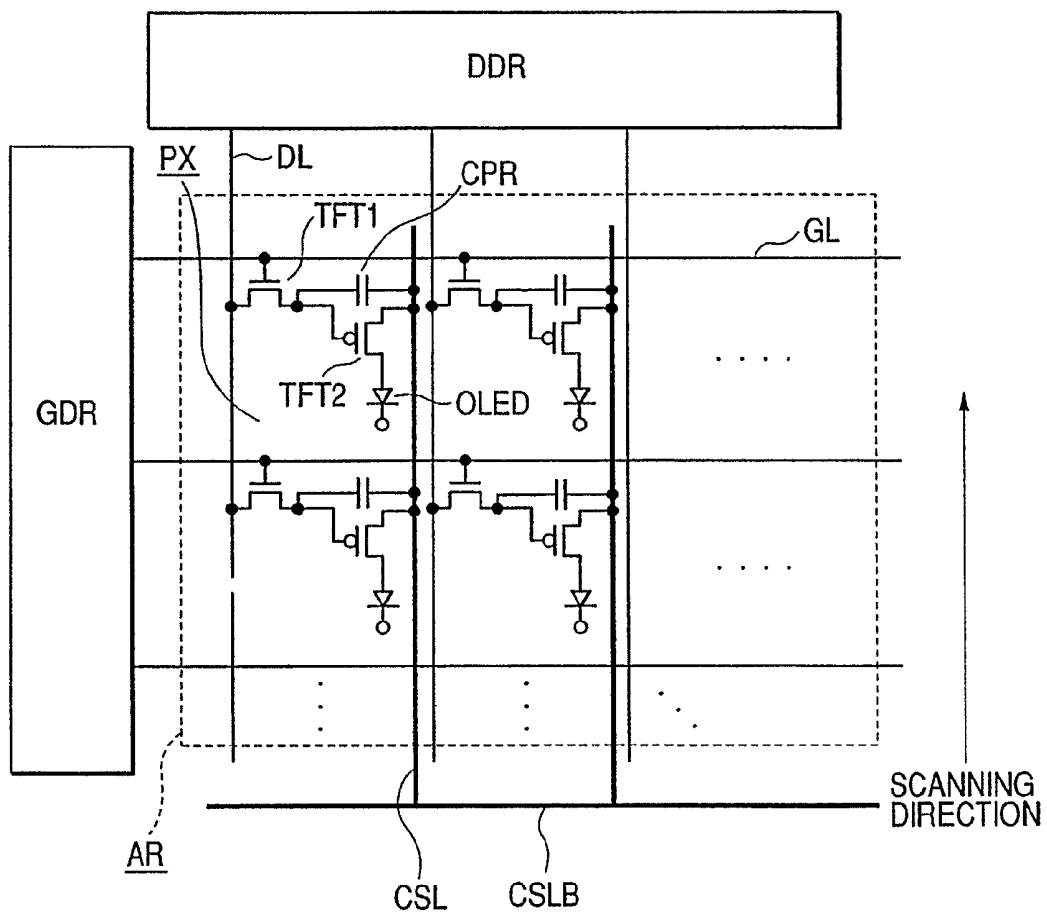 DDR
PX
DL
CPR
TFT1
GL
TFT2
OLED
GDR
SCANNING
DIRECTION
AR
CSL
CSLB